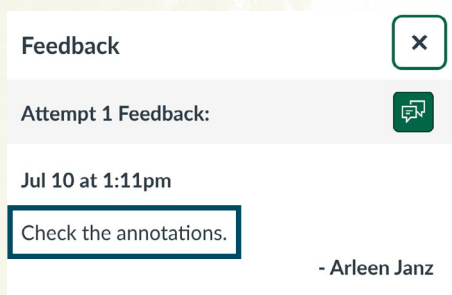 Feedback
Attempt 1 Feedback:
Jul 10 at 1:11pm
Check the annotations.
- Arleen Janz